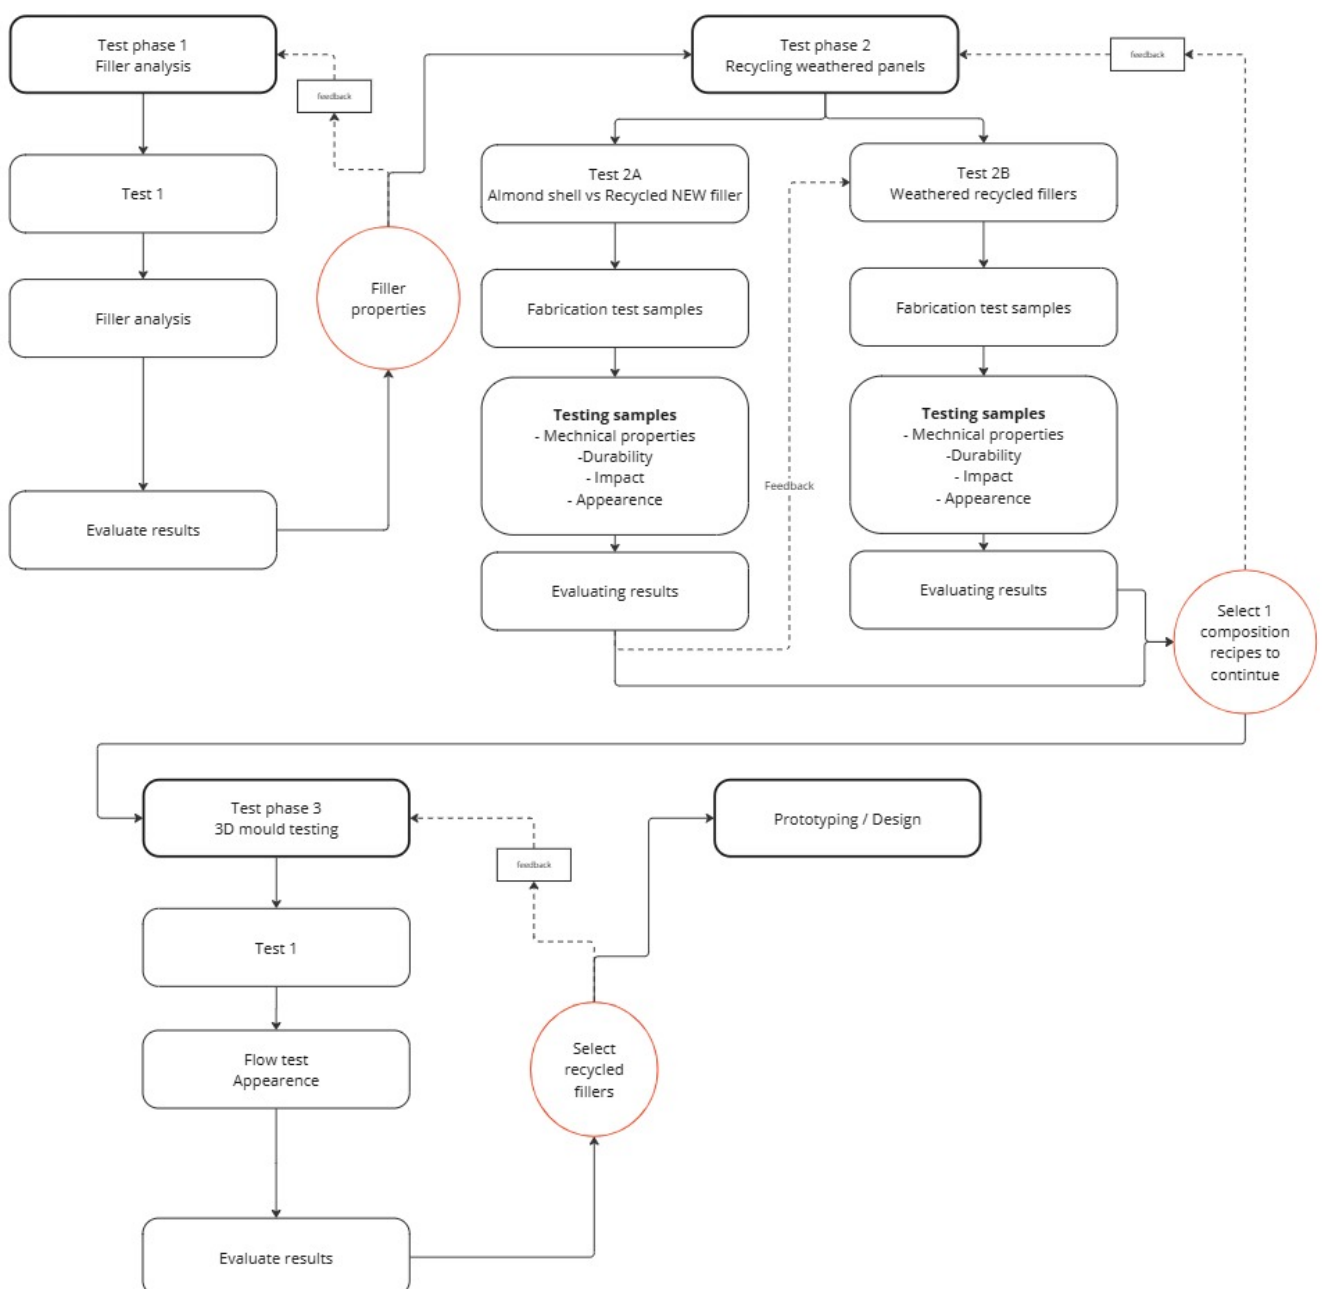 Test phase 1
Filler analysis
feedback
Test 1
Filler analysis
Evaluate results
Filler
properties
Test phase 2
Recycling weathered panels
feedback
Test 2A
Almond shell vs Recycled NEW filler
Fabrication test samples
Testing samples
- Mechnical properties
-Durability
- Impact
- Appearence
Evaluating results
Feedback
Test 2B
Weathered recycled fillers
Fabrication test samples
Testing samples
- Mechnical properties
-Durability
- Impact
- Appearence
Evaluating results
Select 1
composition
recipes to
contintue
Test phase 3
3D mould testing
feedback
Test 1
Flow test
Appearence
Evaluate results
Select
recycled
fillers
Prototyping / Design